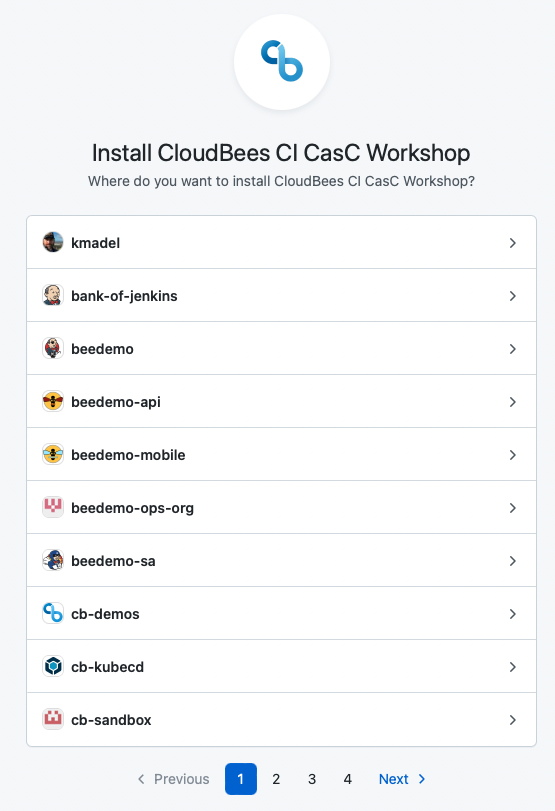 Install CloudBees CI CasC Workshop
Where do you want to install CloudBees CI CasC Workshop?
kmadel
bank-of-jenkins
beedemo
beedemo-api
beedemo-mobile
beedemo-ops-org
beedemo-sa
cb-demos
cb-kubecd
cb-sandbox
Previous 1 2 3 4 Next